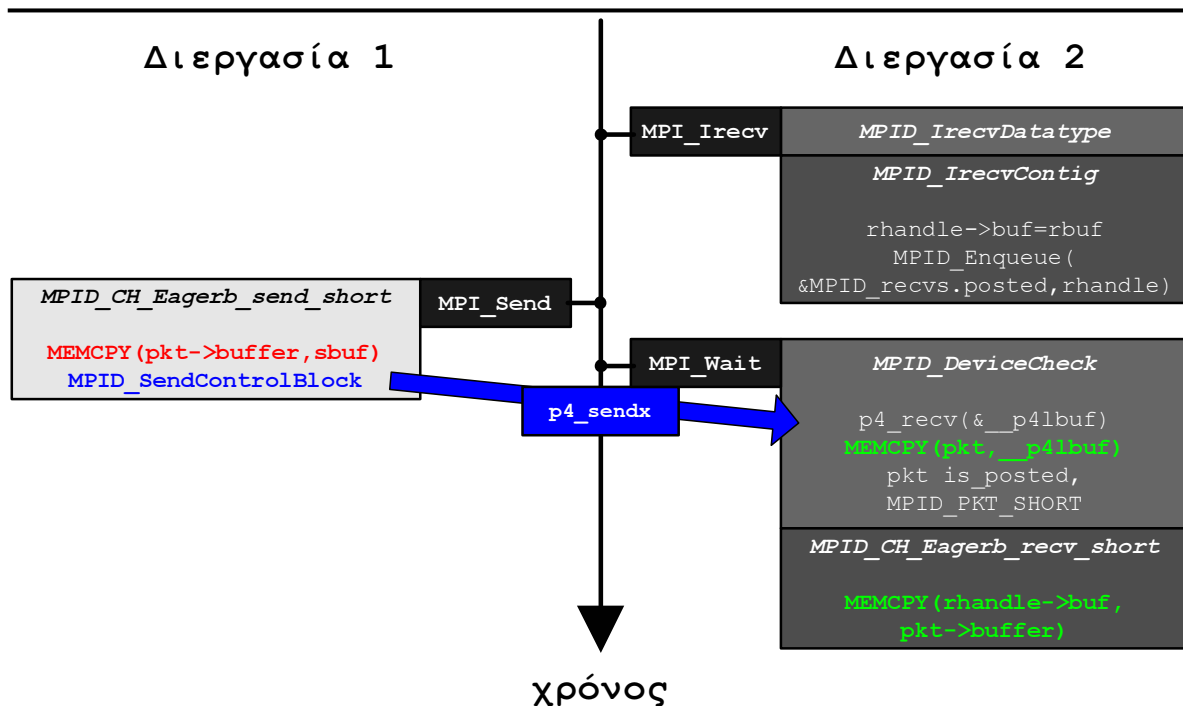 Διεργασία 1
Διεργασία 2
MPI_Irecv
MPID_IrecvDatatype
MPID_IrecvContig
rhandle->buf=rbuf
MPID_Enqueue(
&MPID_recvs.posted,rhandle)
MPID_CH_Eagerb_send_short
MPI_Send
MEMCPY(pkt->buffer,sbuf)
MPID_SendControlBlock
MPI_Wait
MPID_DeviceCheck
p4_sendx
p4_recv(&__p4lbuf)
MEMCPY(pkt,__p4lbuf)
pkt is_posted,
MPID_PKT_SHORT
MPID_CH_Eagerb_recv_short
MEMCPY(rhandle->buf,
pkt->buffer)
χρόνος